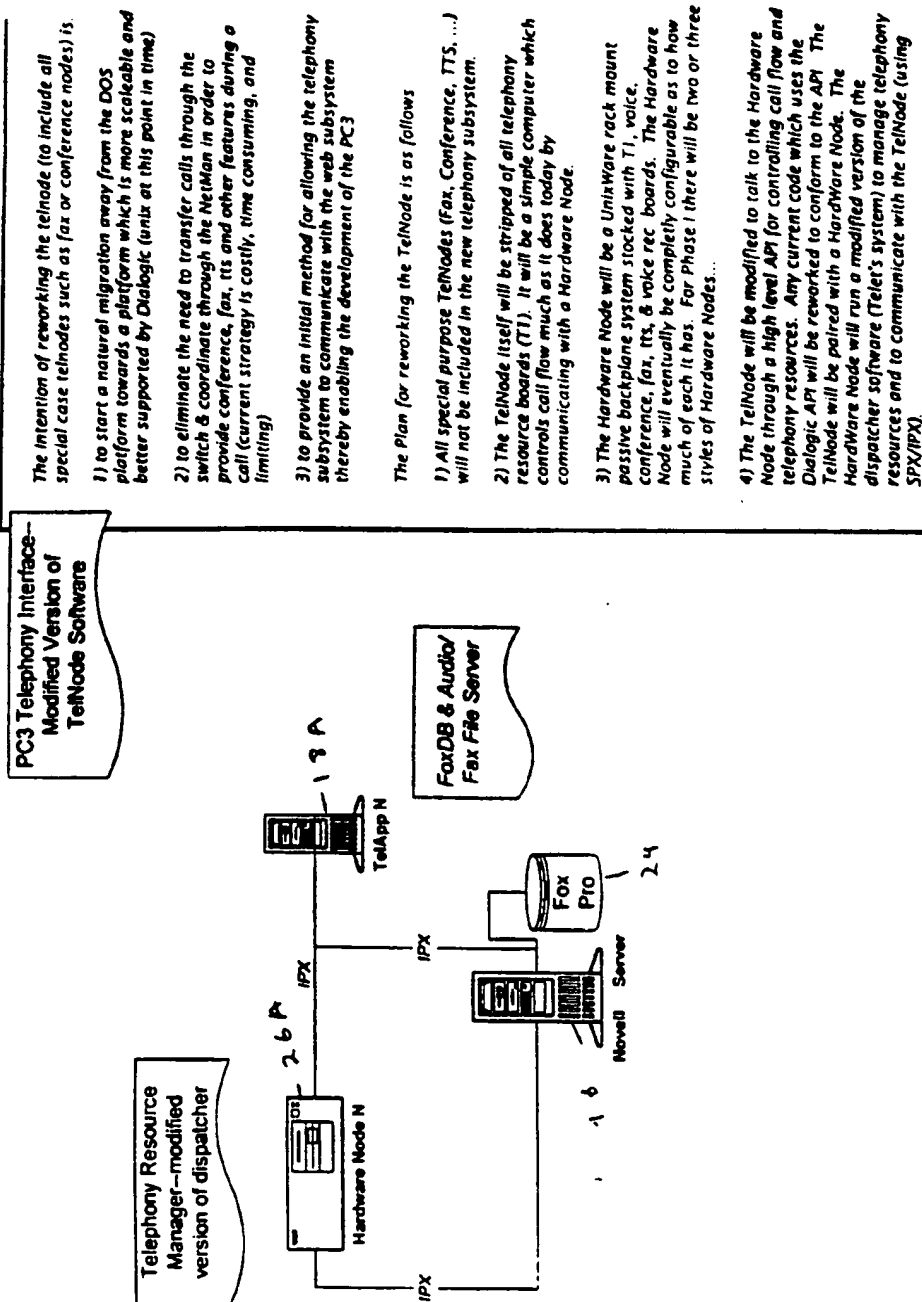 PC3 Telephony Interface--
Modified Version of
TelNode Software
Telephony Resource
Manager--modified
version of dispatcher
26A
Hardware Node N
IPX
18A
TelApp N
IPX
IPX
FoxDB & Audio/
Fax File Server
Novell Server
16
Fox
Pro
24
The intention of reworking the telnode (to include all
special case telnodes such as fax or conference nodes) is.
1) to start a natural migration away from the DOS
platform towards a platform which is more scaleable and
better supported by Dialogic (unix at this point in time)
2) to eliminate the need to transfer calls through the
switch & coordinate through the NetMan in order to
provide conference, fax, tts and other features during a
call (current strategy is costly, time consuming, and
limiting)
3) to provide an initial method for allowing the telephony
subsystem to communicate with the web subsystem
thereby enabling the development of the PC3
The Plan for reworking the TelNode is as follows
1) All special purpose TelNodes (Fax, Conference, TTS, ...)
will not be included in the new telephony subsystem.
2) The TelNode itself will be stripped of all telephony
resource boards (T1). It will be a simple computer which
controls call flow much as it does today by
communicating with a Hardware Node.
3) The Hardware Node will be a UnixWare rack mount
passive backplane system stocked with T1, voice,
conference, fax, tts, & voice rec boards. The Hardware
Node will eventually be completly configurable as to how
much of each it has. For Phase I there will be two or three
styles of Hardware Nodes...
4) The TelNode will be modified to talk to the Hardware
Node through a high level API for controlling call flow and
telephony resources. Any current code which uses the
Dialogic API will be reworked to conform to the API The
TelNode will be paired with a HardWare Node. The
HardWare Node will run a modified version of the
dispatcher software (Telet's system) to manage telephony
resources and to communicate with the TelNode (using
SPX/IPX).